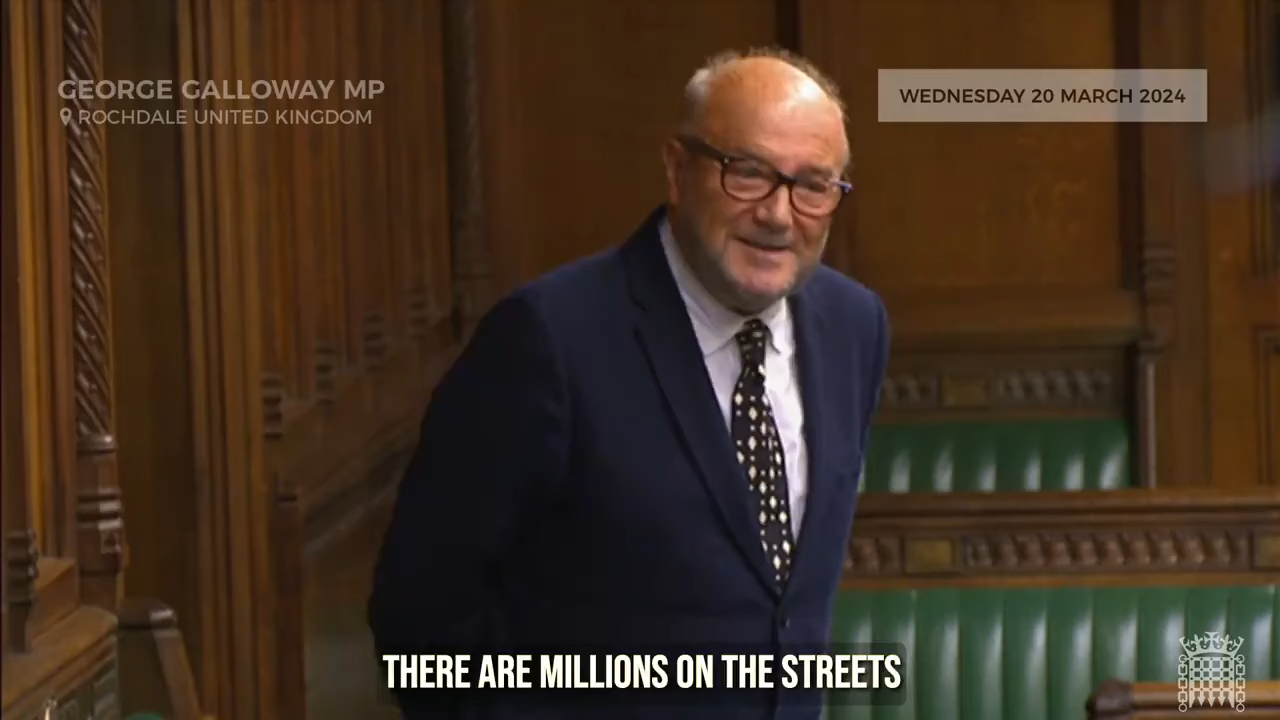 GEORGE GALLOWAY MP
ROCHDALE UNITED KINGDOM
WEDNESDAY 20 MARCH 2024
THERE ARE MILLIONS ON THE STREETS